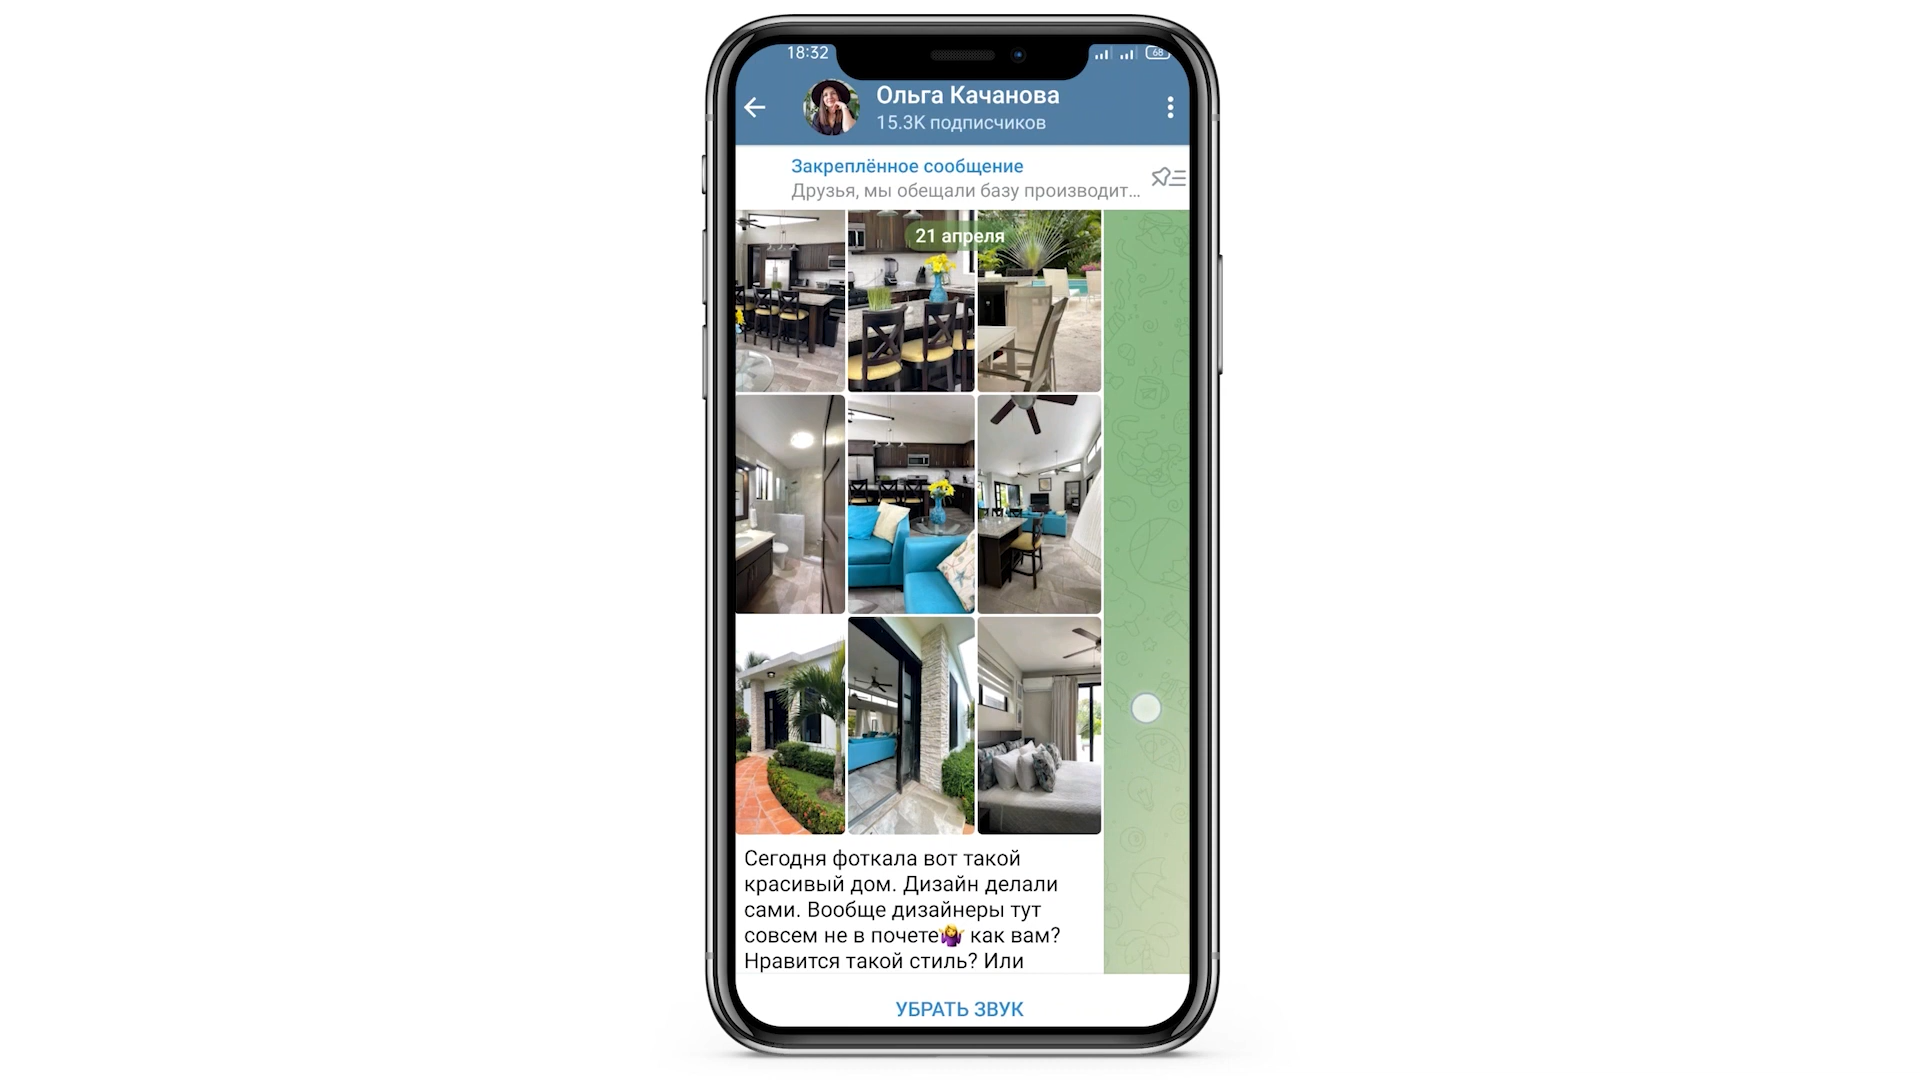 18:32
68
Ольга Качанова
15.3K подписчиков
Закреплённое сообщение
Друзья, мы обещали базу производит...
21 апреля
Сегодня фоткала вот такой
красивый дом. Дизайн делали
сами. Вообще дизайнеры тут
совсем не в почете🤷‍♀️ как вам?
Нравится такой стиль? Или
УБРАТЬ ЗВУК